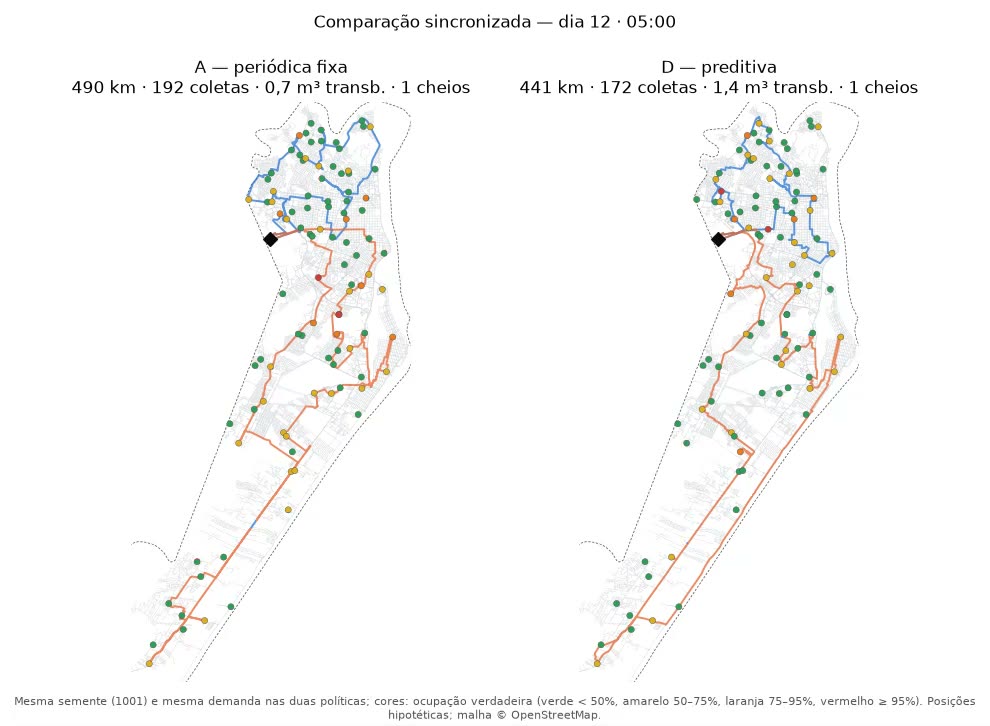 Comparação sincronizada — dia 12 · 05:00
A — periódica fixa
490 km · 192 coletas · 0,7 m³ transb. · 1 cheios
D — preditiva
441 km · 172 coletas · 1,4 m³ transb. · 1 cheios
Mesma semente (1001) e mesma demanda nas duas políticas; cores: ocupação verdadeira (verde < 50%, amarelo 50–75%, laranja 75–95%, vermelho ≥ 95%). Posições
hipotéticas; malha © OpenStreetMap.